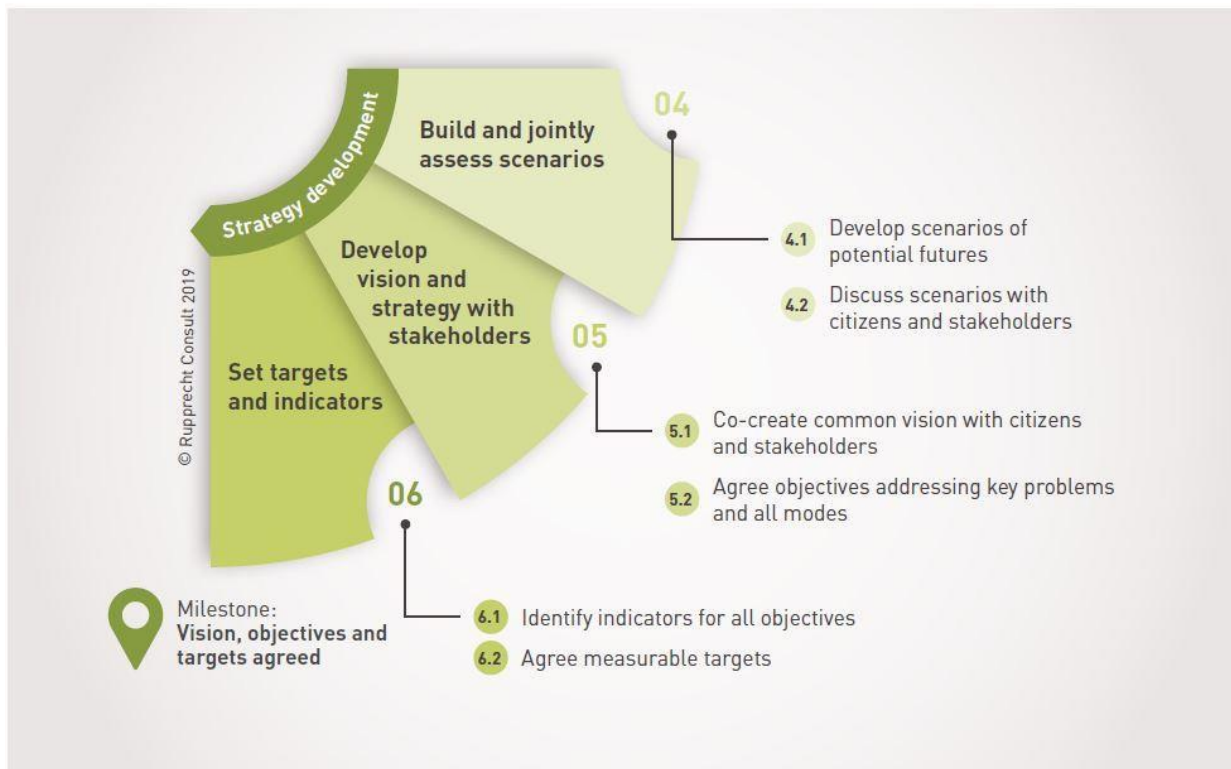 Strategy development
Build and jointly
assess scenarios
04
4.1 Develop scenarios of
potential futures
4.2 Discuss scenarios with
citizens and stakeholders
Develop
vision and
strategy with
stakeholders
05
5.1 Co-create common vision with citizens
and stakeholders
5.2 Agree objectives addressing key problems
and all modes
Set targets
and indicators
06
6.1 Identify indicators for all objectives
6.2 Agree measurable targets
Milestone:
Vision, objectives and
targets agreed
© Rupprecht Consult 2019